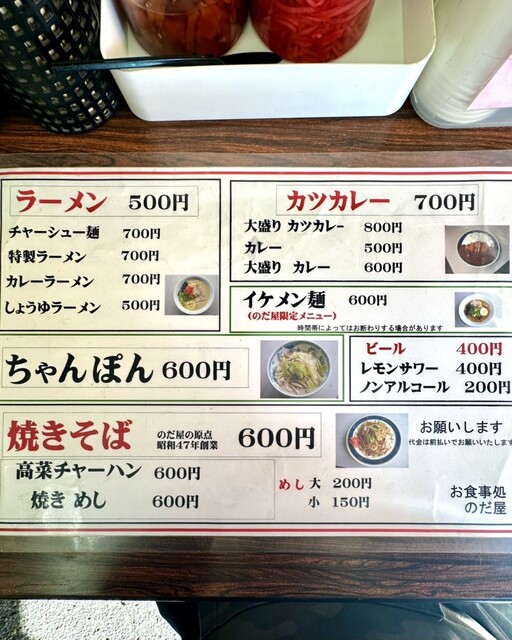 ラーメン 500円
チャーシュー麺 700円
特製ラーメン 700円
カレーラーメン 700円
しょうゆラーメン 500円
カツカレー 700円
大盛り カツカレー 800円
カレー 500円
大盛り カレー 600円
イケメン麺 600円
(のだ屋限定メニュー)
時間帯によってはお断わりする場合があります
ちゃんぽん 600円
ビール 400円
レモンサワー 400円
ノンアルコール 200円
焼きそば のだ屋の原点 600円
昭和47年創業
高菜チャーハン 600円
焼き めし 600円
めし 大 200円
小 150円
お願いします
代金は前払いでお願いいたします
お食事処
のだ屋